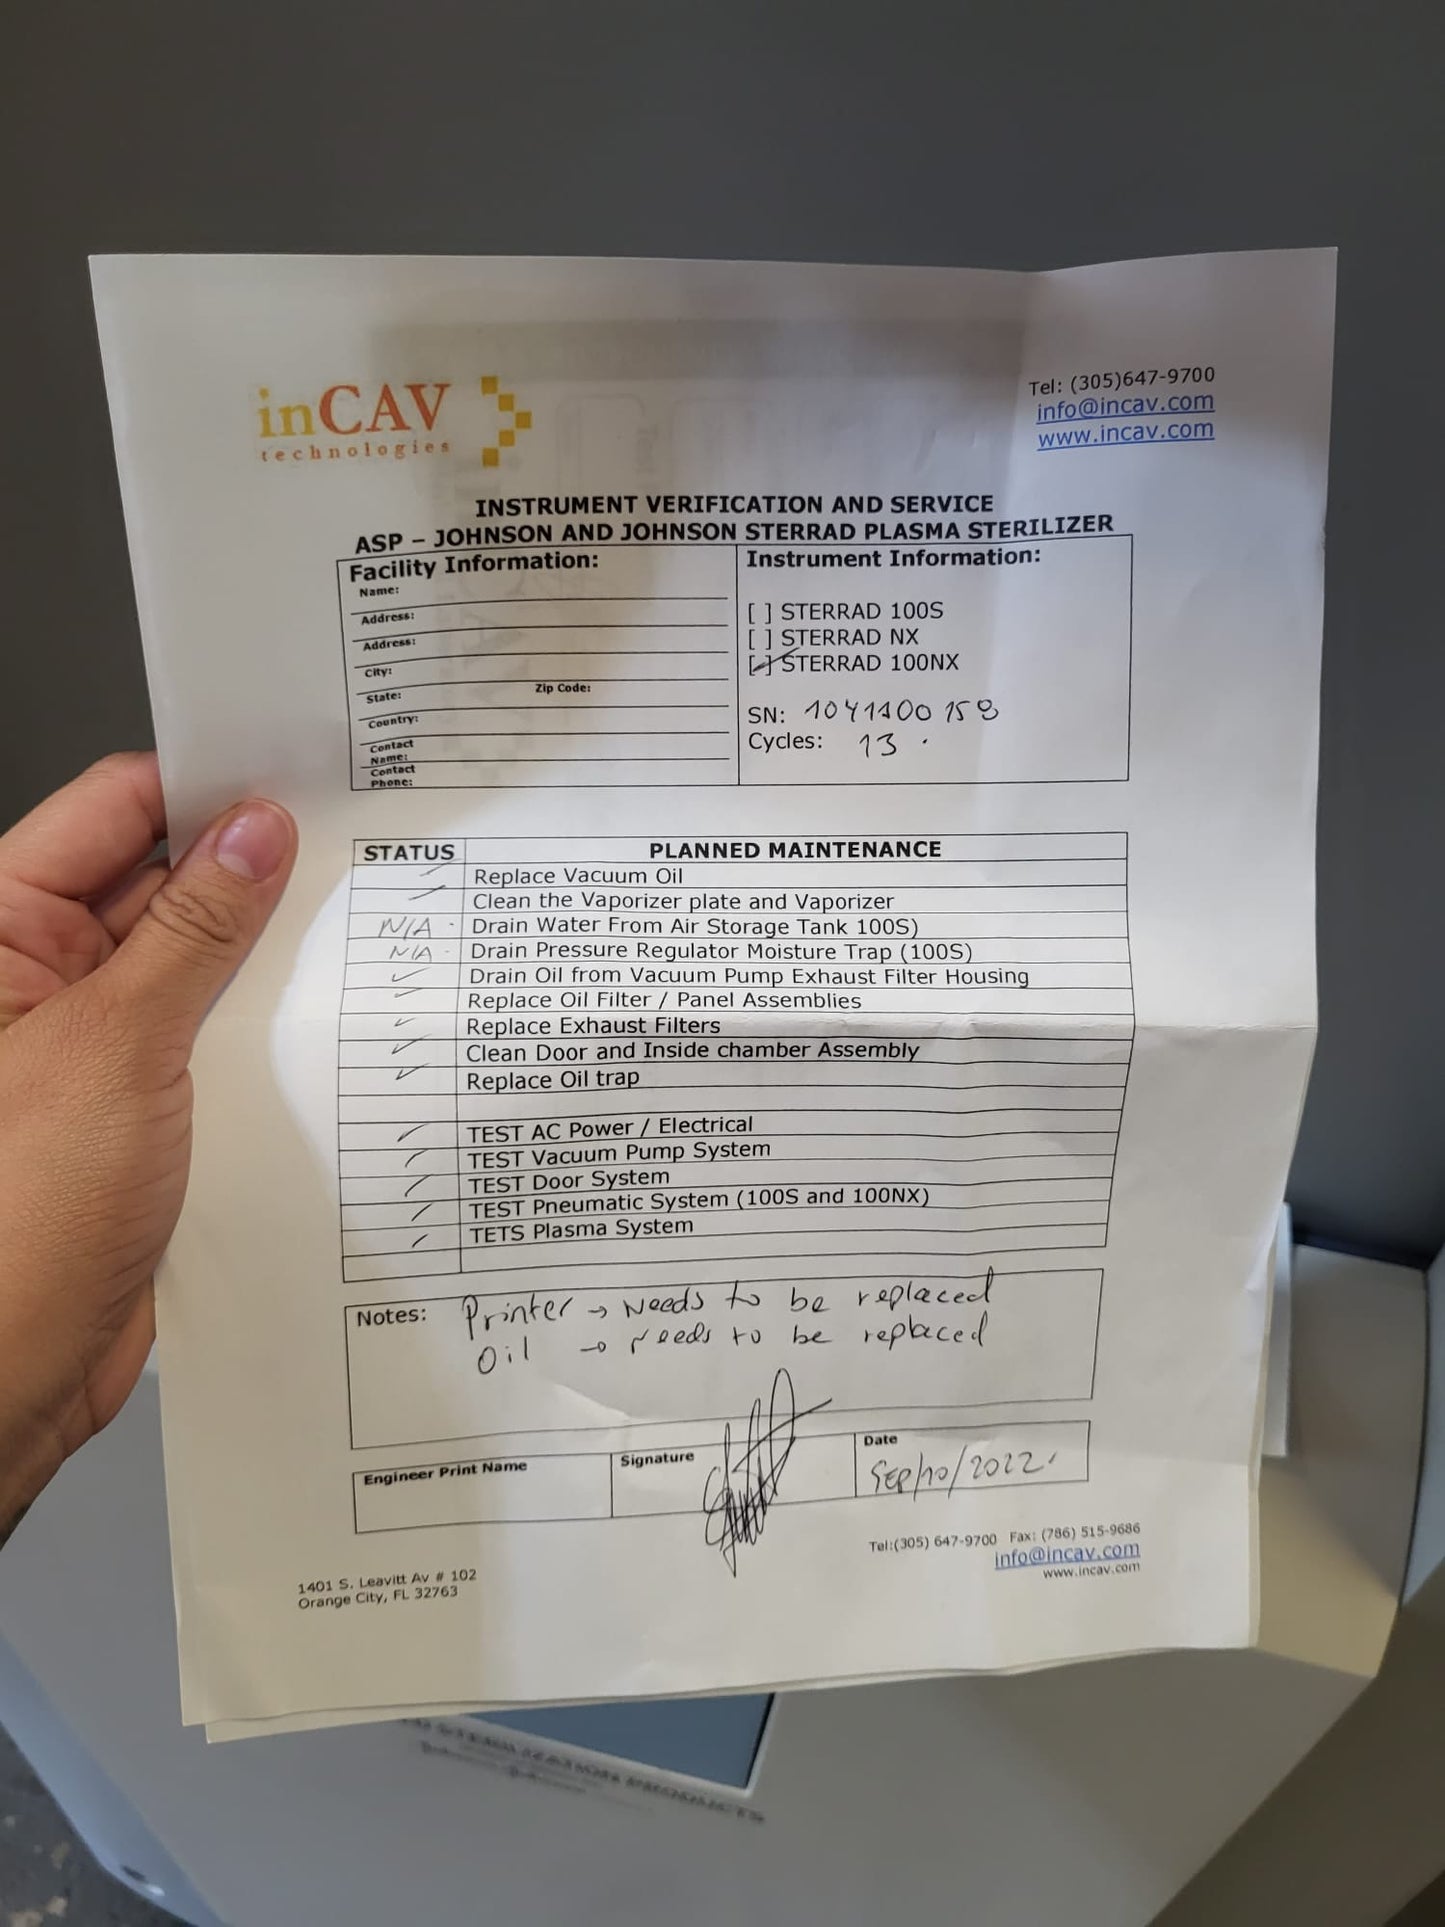 inCAV
technologies
Tel: (305)647-9700
info@incav.com
www.incav.com
INSTRUMENT VERIFICATION AND SERVICE
ASP – JOHNSON AND JOHNSON STERRAD PLASMA STERILIZER
Facility Information:
Name:
Address:
Address:
City:
State: Zip Code:
Country:
Contact
Name:
Contact
Phone:
Instrument Information:
[ ] STERRAD 100S
[ ] STERRAD NX
[✓] STERRAD 100NX
SN: 1041100158
Cycles: 13.
STATUS PLANNED MAINTENANCE
✓ Replace Vacuum Oil
✓ Clean the Vaporizer plate and Vaporizer
N/A - Drain Water From Air Storage Tank 100S)
N/A - Drain Pressure Regulator Moisture Trap (100S)
✓ Drain Oil from Vacuum Pump Exhaust Filter Housing
✓ Replace Oil Filter / Panel Assemblies
✓ Replace Exhaust Filters
✓ Clean Door and Inside chamber Assembly
✓ Replace Oil trap
✓ TEST AC Power / Electrical
✓ TEST Vacuum Pump System
✓ TEST Door System
✓ TEST Pneumatic System (100S and 100NX)
✓ TETS Plasma System
Notes: Printer → Needs to be replaced
Oil → needs to be replaced
Engineer Print Name
Signature
Date
SEP/10/2022.
Tel:(305) 647-9700 Fax: (786) 515-9686
info@incav.com
www.incav.com
1401 S. Leavitt Av # 102
Orange City, FL 32763